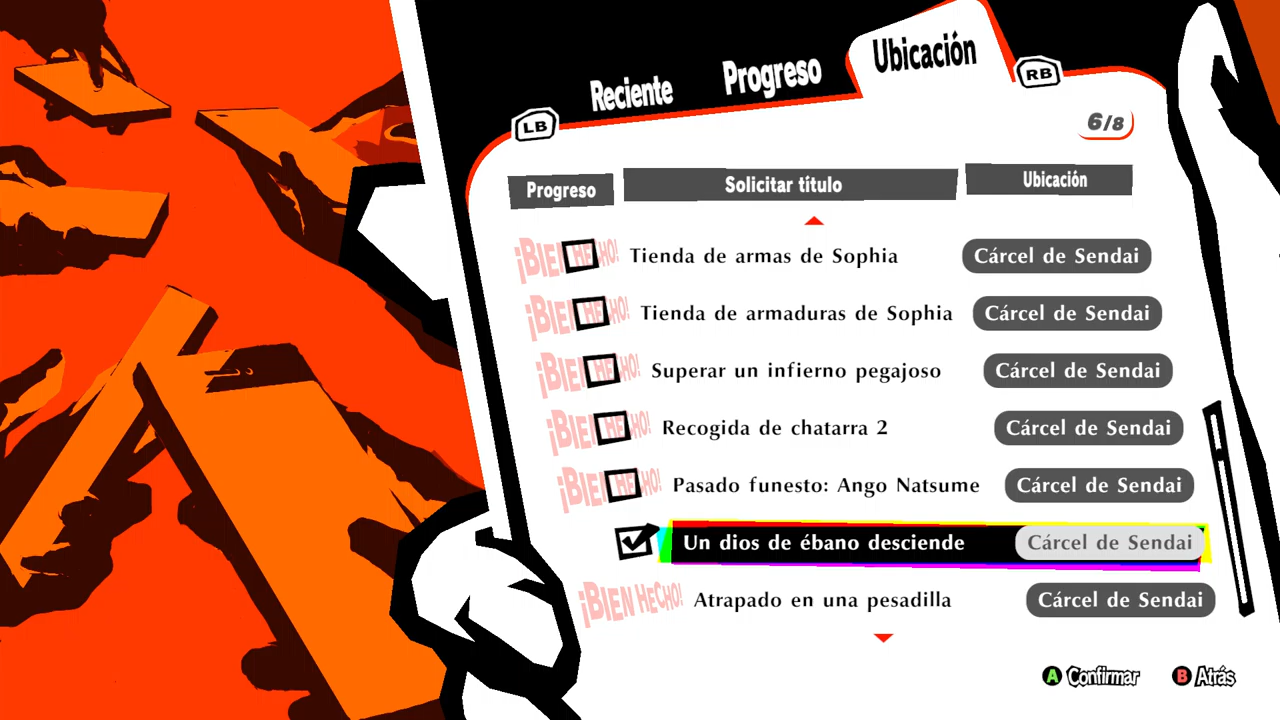 Reciente
Progreso
Ubicación
LB
RB
6/8
Progreso
Solicitar título
Ubicación
¡BIEN HECHO! Tienda de armas de Sophia Cárcel de Sendai
¡BIEN HECHO! Tienda de armaduras de Sophia Cárcel de Sendai
¡BIEN HECHO! Superar un infierno pegajoso Cárcel de Sendai
¡BIEN HECHO! Recogida de chatarra 2 Cárcel de Sendai
¡BIEN HECHO! Pasado funesto: Ango Natsume Cárcel de Sendai
Un dios de ébano desciende Cárcel de Sendai
¡BIEN HECHO! Atrapado en una pesadilla Cárcel de Sendai
A Confirmar B Atrás